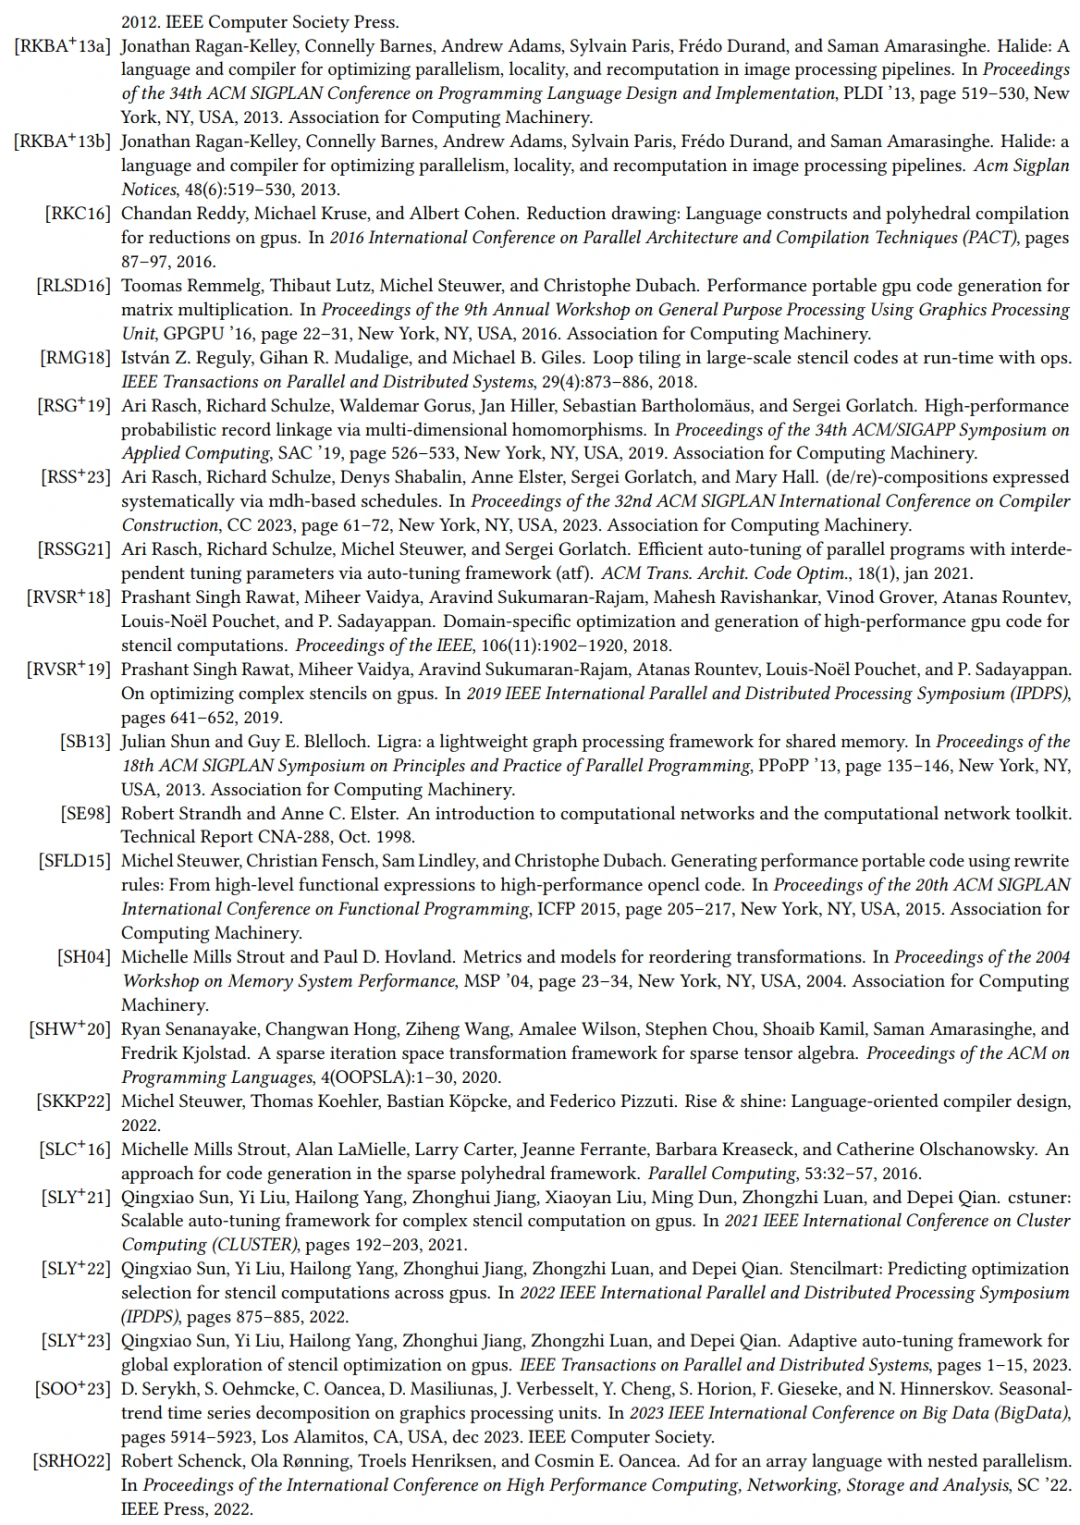 2012. IEEE Computer Society Press.
[RKBA+13a] Jonathan Ragan-Kelley, Connelly Barnes, Andrew Adams, Sylvain Paris, Frédo Durand, and Saman Amarasinghe. Halide: A
language and compiler for optimizing parallelism, locality, and recomputation in image processing pipelines. In Proceedings
of the 34th ACM SIGPLAN Conference on Programming Language Design and Implementation, PLDI ’13, page 519–530, New
York, NY, USA, 2013. Association for Computing Machinery.
[RKBA+13b] Jonathan Ragan-Kelley, Connelly Barnes, Andrew Adams, Sylvain Paris, Frédo Durand, and Saman Amarasinghe. Halide: a
language and compiler for optimizing parallelism, locality, and recomputation in image processing pipelines. Acm Sigplan
Notices, 48(6):519–530, 2013.
[RKC16] Chandan Reddy, Michael Kruse, and Albert Cohen. Reduction drawing: Language constructs and polyhedral compilation
for reductions on gpus. In 2016 International Conference on Parallel Architecture and Compilation Techniques (PACT), pages
87–97, 2016.
[RLSD16] Toomas Remmelg, Thibaut Lutz, Michel Steuwer, and Christophe Dubach. Performance portable gpu code generation for
matrix multiplication. In Proceedings of the 9th Annual Workshop on General Purpose Processing Using Graphics Processing
Unit, GPGPU ’16, page 22–31, New York, NY, USA, 2016. Association for Computing Machinery.
[RMG18] István Z. Reguly, Gihan R. Mudalige, and Michael B. Giles. Loop tiling in large-scale stencil codes at run-time with ops.
IEEE Transactions on Parallel and Distributed Systems, 29(4):873–886, 2018.
[RSG+19] Ari Rasch, Richard Schulze, Waldemar Gorus, Jan Hiller, Sebastian Bartholomäus, and Sergei Gorlatch. High-performance
probabilistic record linkage via multi-dimensional homomorphisms. In Proceedings of the 34th ACM/SIGAPP Symposium on
Applied Computing, SAC ’19, page 526–533, New York, NY, USA, 2019. Association for Computing Machinery.
[RSS+23] Ari Rasch, Richard Schulze, Denys Shabalin, Anne Elster, Sergei Gorlatch, and Mary Hall. (de/re)-compositions expressed
systematically via mdh-based schedules. In Proceedings of the 32nd ACM SIGPLAN International Conference on Compiler
Construction, CC 2023, page 61–72, New York, NY, USA, 2023. Association for Computing Machinery.
[RSSG21] Ari Rasch, Richard Schulze, Michel Steuwer, and Sergei Gorlatch. Efficient auto-tuning of parallel programs with interde-
pendent tuning parameters via auto-tuning framework (atf). ACM Trans. Archit. Code Optim., 18(1), jan 2021.
[RVSR+18] Prashant Singh Rawat, Miheer Vaidya, Aravind Sukumaran-Rajam, Mahesh Ravishankar, Vinod Grover, Atanas Rountev,
Louis-Noël Pouchet, and P. Sadayappan. Domain-specific optimization and generation of high-performance gpu code for
stencil computations. Proceedings of the IEEE, 106(11):1902–1920, 2018.
[RVSR+19] Prashant Singh Rawat, Miheer Vaidya, Aravind Sukumaran-Rajam, Atanas Rountev, Louis-Noël Pouchet, and P. Sadayappan.
On optimizing complex stencils on gpus. In 2019 IEEE International Parallel and Distributed Processing Symposium (IPDPS),
pages 641–652, 2019.
[SB13] Julian Shun and Guy E. Blelloch. Ligra: a lightweight graph processing framework for shared memory. In Proceedings of the
18th ACM SIGPLAN Symposium on Principles and Practice of Parallel Programming, PPoPP ’13, page 135–146, New York, NY,
USA, 2013. Association for Computing Machinery.
[SE98] Robert Strandh and Anne C. Elster. An introduction to computational networks and the computational network toolkit.
Technical Report CNA-288, Oct. 1998.
[SFLD15] Michel Steuwer, Christian Fensch, Sam Lindley, and Christophe Dubach. Generating performance portable code using rewrite
rules: From high-level functional expressions to high-performance opencl code. In Proceedings of the 20th ACM SIGPLAN
International Conference on Functional Programming, ICFP 2015, page 205–217, New York, NY, USA, 2015. Association for
Computing Machinery.
[SH04] Michelle Mills Strout and Paul D. Hovland. Metrics and models for reordering transformations. In Proceedings of the 2004
Workshop on Memory System Performance, MSP ’04, page 23–34, New York, NY, USA, 2004. Association for Computing
Machinery.
[SHW+20] Ryan Senanayake, Changwan Hong, Ziheng Wang, Amalee Wilson, Stephen Chou, Shoaib Kamil, Saman Amarasinghe, and
Fredrik Kjolstad. A sparse iteration space transformation framework for sparse tensor algebra. Proceedings of the ACM on
Programming Languages, 4(OOPSLA):1–30, 2020.
[SKKP22] Michel Steuwer, Thomas Koehler, Bastian Köpcke, and Federico Pizzuti. Rise & shine: Language-oriented compiler design,
2022.
[SLC+16] Michelle Mills Strout, Alan LaMielle, Larry Carter, Jeanne Ferrante, Barbara Kreaseck, and Catherine Olschanowsky. An
approach for code generation in the sparse polyhedral framework. Parallel Computing, 53:32–57, 2016.
[SLY+21] Qingxiao Sun, Yi Liu, Hailong Yang, Zhonghui Jiang, Xiaoyan Liu, Ming Dun, Zhongzhi Luan, and Depei Qian. cstuner:
Scalable auto-tuning framework for complex stencil computation on gpus. In 2021 IEEE International Conference on Cluster
Computing (CLUSTER), pages 192–203, 2021.
[SLY+22] Qingxiao Sun, Yi Liu, Hailong Yang, Zhonghui Jiang, Zhongzhi Luan, and Depei Qian. Stencilmart: Predicting optimization
selection for stencil computations across gpus. In 2022 IEEE International Parallel and Distributed Processing Symposium
(IPDPS), pages 875–885, 2022.
[SLY+23] Qingxiao Sun, Yi Liu, Hailong Yang, Zhonghui Jiang, Zhongzhi Luan, and Depei Qian. Adaptive auto-tuning framework for
global exploration of stencil optimization on gpus. IEEE Transactions on Parallel and Distributed Systems, pages 1–15, 2023.
[SOO+23] D. Serykh, S. Oehmcke, C. Oancea, D. Masiliunas, J. Verbesselt, Y. Cheng, S. Horion, F. Gieseke, and N. Hinnerskov. Seasonal-
trend time series decomposition on graphics processing units. In 2023 IEEE International Conference on Big Data (BigData),
pages 5914–5923, Los Alamitos, CA, USA, dec 2023. IEEE Computer Society.
[SRHO22] Robert Schenck, Ola Rønning, Troels Henriksen, and Cosmin E. Oancea. Ad for an array language with nested parallelism.
In Proceedings of the International Conference on High Performance Computing, Networking, Storage and Analysis, SC ’22.
IEEE Press, 2022.